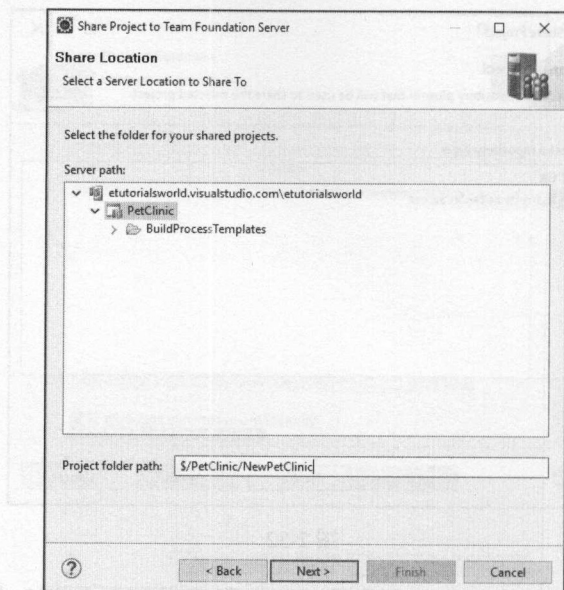 Share Project to Team Foundation Server
Share Location
Select a Server Location to Share To
Select the folder for your shared projects.
Server path:
etutorialsworld.visualstudio.com\etutorialsworld
PetClinic
BuildProcessTemplates
Project folder path: $/PetClinic/NewPetClinic
< Back Next > Finish Cancel